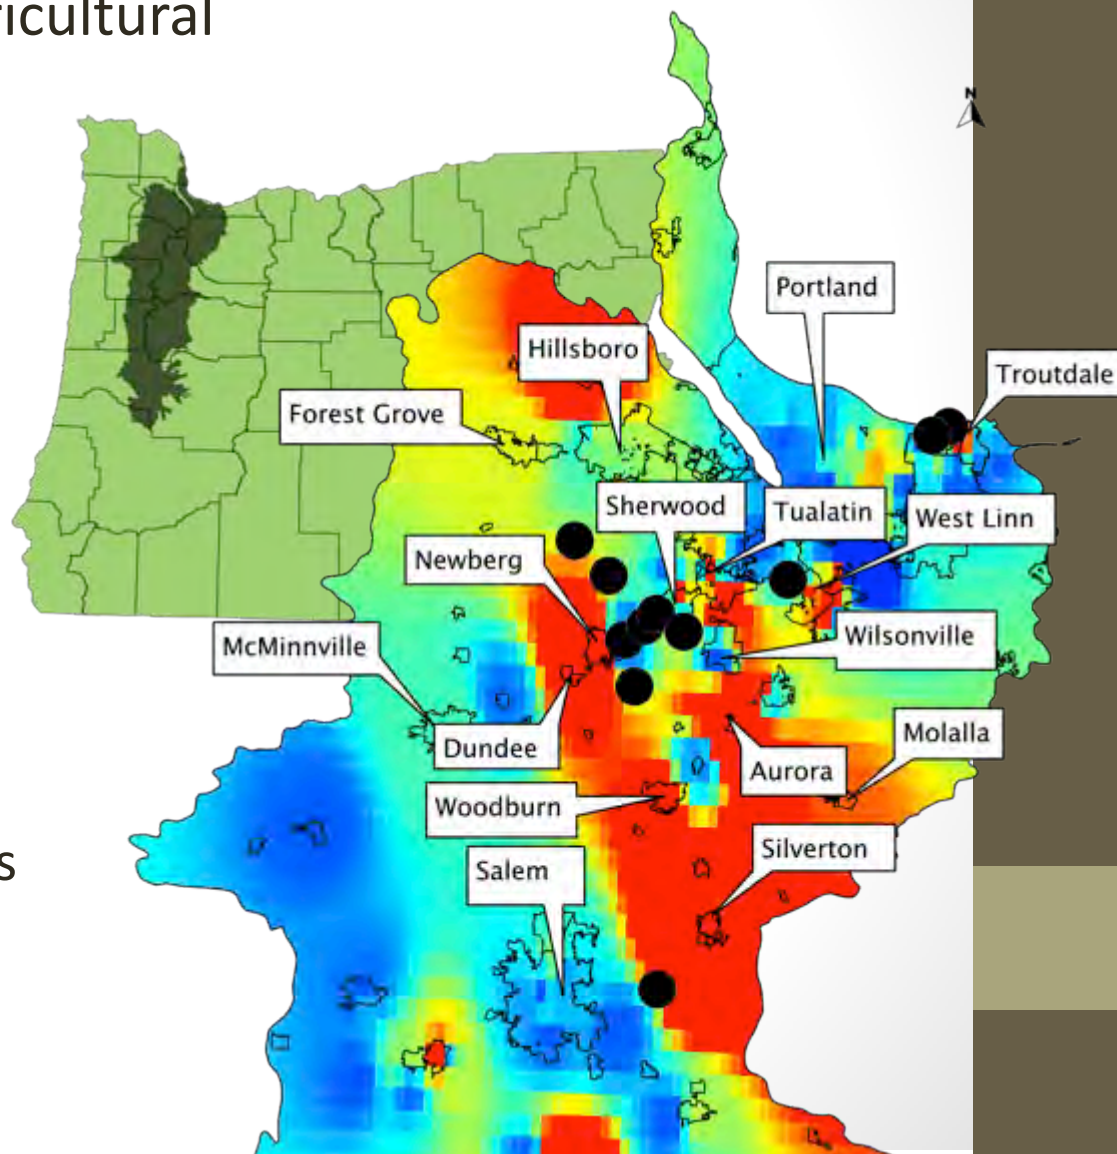 ricultural
N
Portland
Hillsboro
Troutdale
Forest Grove
Sherwood
Tualatin
West Linn
Newberg
Wilsonville
McMinnville
Molalla
Dundee
Aurora
Woodburn
Silverton
s
Salem